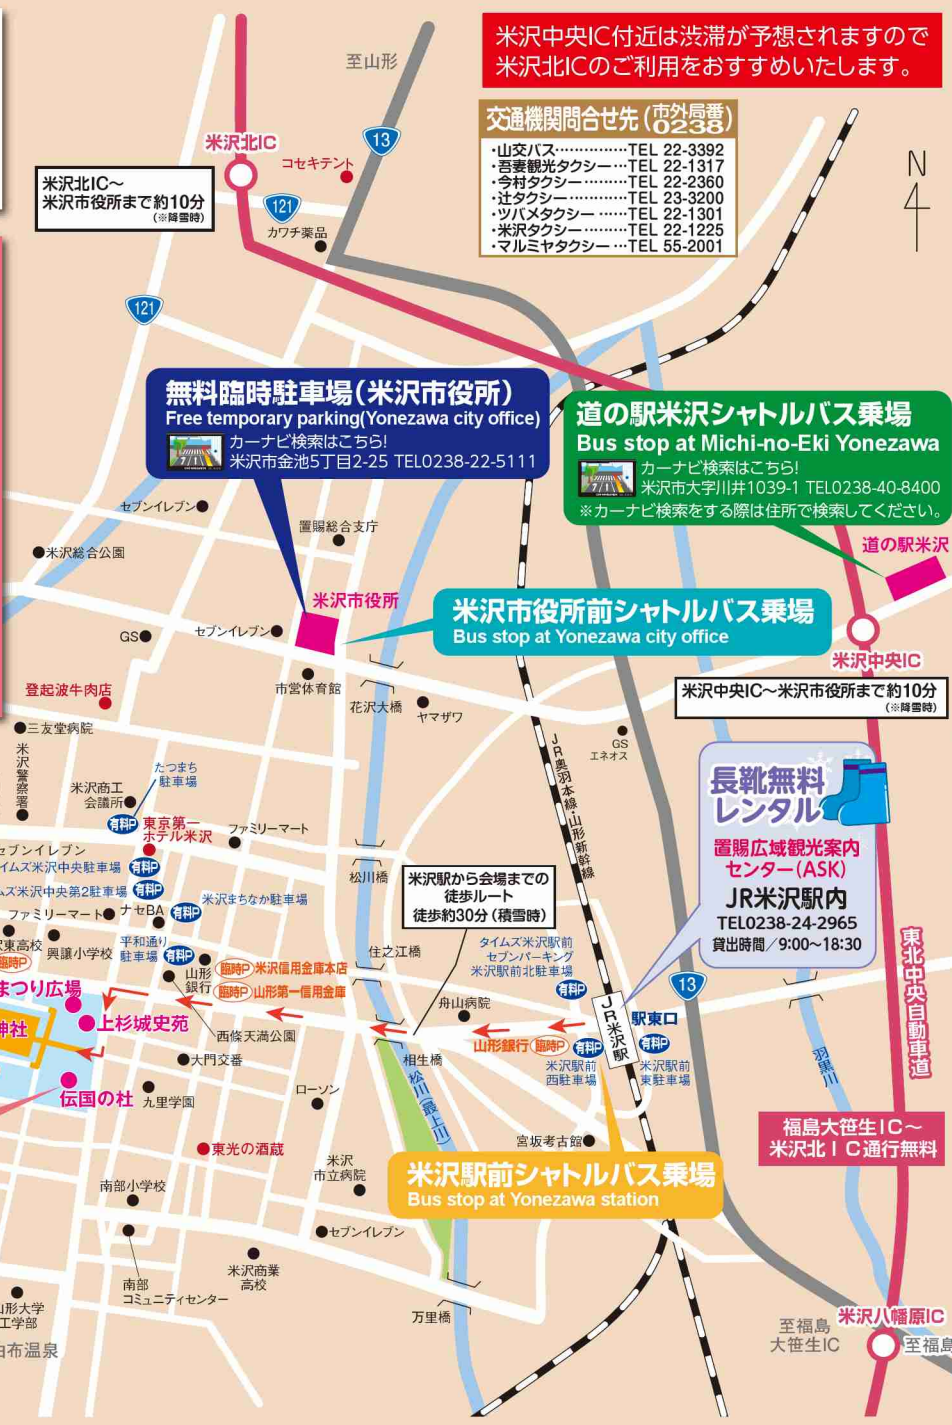 米沢中央IC付近は渋滞が予想されますので
米沢北ICのご利用をおすすめいたします。
至山形
13
交通機関問合せ先(市外局番 0238)
・山交バス……………TEL 22-3392
・吾妻観光タクシー…TEL 22-1317
・今村タクシー………TEL 22-2360
・辻タクシー…………TEL 23-3200
・ツバメタクシー……TEL 22-1301
・米沢タクシー………TEL 22-1225
・マルミヤタクシー…TEL 55-2001
N
米沢北IC
コセキテント
米沢北IC～
米沢市役所まで約10分
(※降雪時)
121
カワチ薬品
121
無料臨時駐車場(米沢市役所)
Free temporary parking(Yonezawa city office)
カーナビ検索はこちら!
米沢市金池5丁目2-25 TEL0238-22-5111
道の駅米沢シャトルバス乗場
Bus stop at Michi-no-Eki Yonezawa
カーナビ検索はこちら!
米沢市大字川井1039-1 TEL0238-40-8400
※カーナビ検索をする際は住所で検索してください。
セブンイレブン
置賜総合支庁
米沢総合公園
道の駅米沢
米沢市役所
米沢市役所前シャトルバス乗場
Bus stop at Yonezawa city office
GS
セブンイレブン
米沢中央IC
米沢中央IC～米沢市役所まで約10分
(※降雪時)
市営体育館
花沢大橋
ヤマザワ
登起波牛肉店
三友堂病院
GS
エネオス
JR奥羽本線・山形新幹線
米沢警察署
たつまち
駐車場
米沢商工
会議所
有料P
東京第一
ホテル米沢
ファミリーマート
長靴無料
レンタル
置賜広域観光案内
センター(ASK)
JR米沢駅内
TEL0238-24-2965
貸出時間／9:00～18:30
セブンイレブン
イムズ米沢中央駐車場
有料P
ムズ米沢中央第2駐車場
有料P
松川橋
米沢駅から会場までの
徒歩ルート
徒歩約30分(積雪時)
ファミリーマート
ナセBA
有料P
米沢まちなか駐車場
東高校
興譲小学校
平和通り
駐車場
有料P
住之江橋
タイムズ米沢駅前
セブンパーキング
米沢駅前北駐車場
有料P
臨時P
山形
銀行
臨時P
米沢信用金庫本店
臨時P
山形第一信用金庫
まつり広場
上杉城史苑
神社
西條天満公園
舟山病院
13
東北中央自動車道
JR米沢駅
駅東口
有料P
山形銀行
臨時P
有料P
米沢駅前
西駐車場
米沢駅前
東駐車場
大門交番
相生橋
松川(最上川)
羽黒川
伝国の杜
九里学園
ローソン
宮坂考古館
福島大笹生IC～
米沢北IC通行無料
東光の酒蔵
米沢
市立病院
米沢駅前シャトルバス乗場
Bus stop at Yonezawa station
南部小学校
セブンイレブン
米沢商業
高校
南部
コミュニティセンター
万里橋
山形大学
工学部
白布温泉
米沢八幡原IC
至福島
大笹生IC
至福島